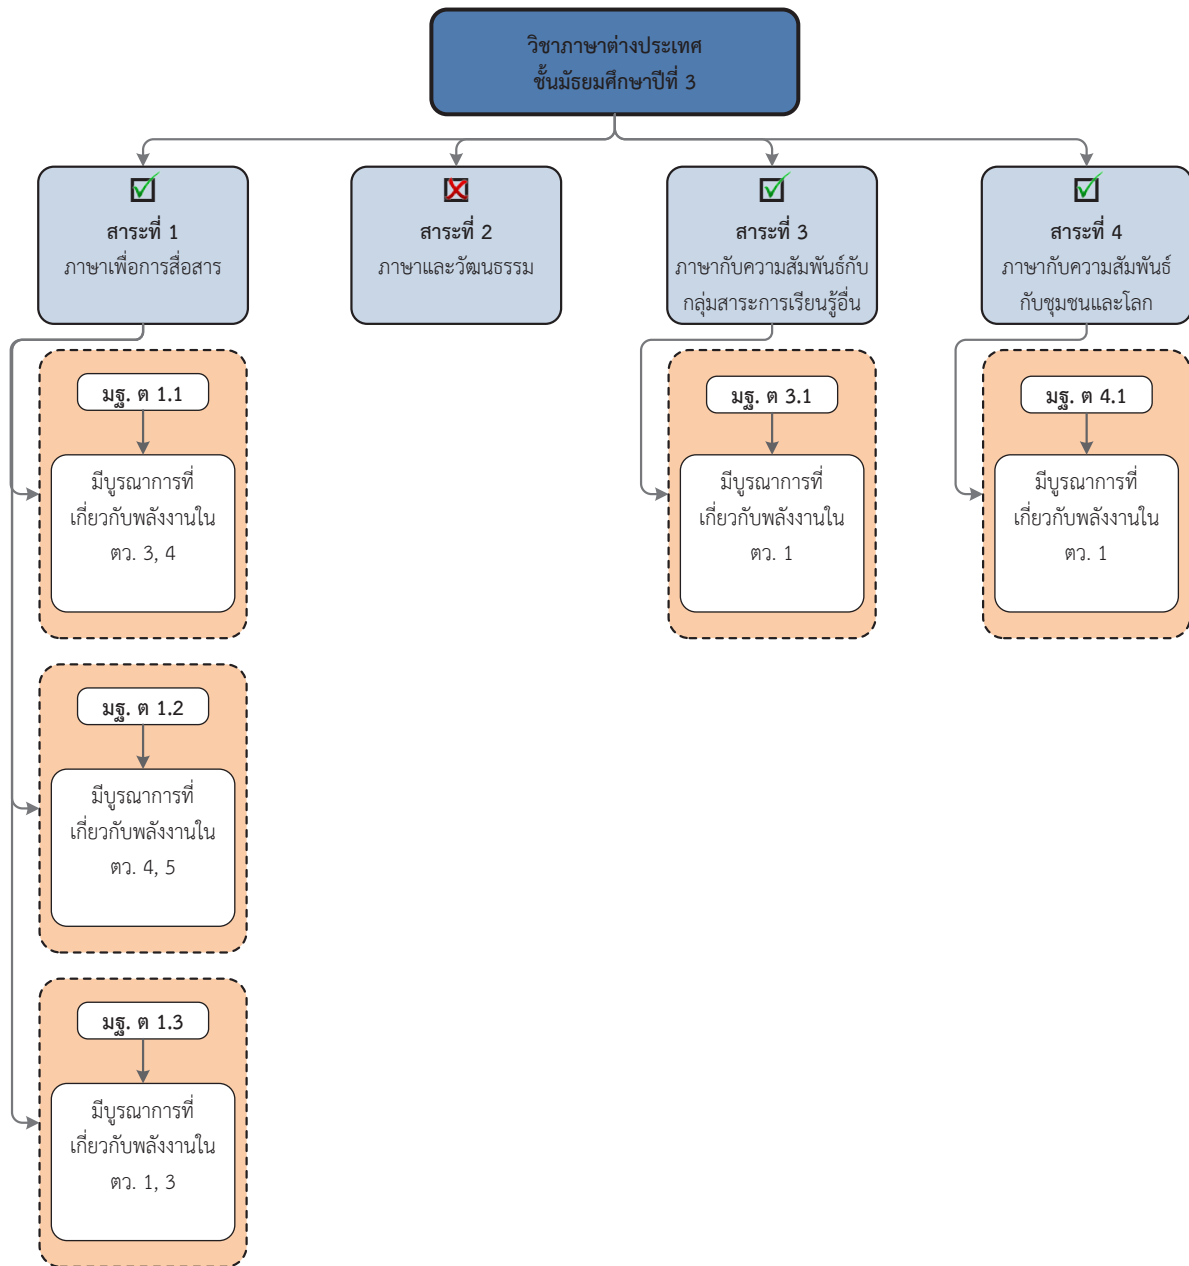 วิชาภาษาต่างประเทศ
ชั้นมัธยมศึกษาปีที่ 3
สาระที่ 1
ภาษาเพื่อการสื่อสาร
สาระที่ 2
ภาษาและวัฒนธรรม
สาระที่ 3
ภาษากับความสัมพันธ์กับ
กลุ่มสาระการเรียนรู้อื่น
สาระที่ 4
ภาษากับความสัมพันธ์
กับชุมชนและโลก
มฐ. ต 1.1
มีบูรณาการที่
เกี่ยวกับพลังงานใน
ตว. 3, 4
มฐ. ต 3.1
มีบูรณาการที่
เกี่ยวกับพลังงานใน
ตว. 1
มฐ. ต 4.1
มีบูรณาการที่
เกี่ยวกับพลังงานใน
ตว. 1
มฐ. ต 1.2
มีบูรณาการที่
เกี่ยวกับพลังงานใน
ตว. 4, 5
มฐ. ต 1.3
มีบูรณาการที่
เกี่ยวกับพลังงานใน
ตว. 1, 3